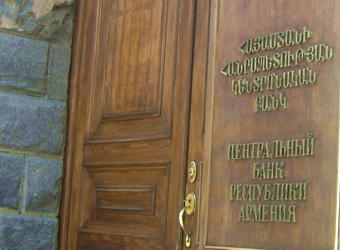 ՀԱՅԱՍՏԱՆԻ
ՀԱՆՐԱՊԵՏՈՒԹՅԱՆ
ԿԵՆՏՐՈՆԱԿԱՆ
ԲԱՆԿ
ЦЕНТРАЛЬНЫЙ
БАНК
РЕСПУБЛИКИ
АРМЕНИЯ